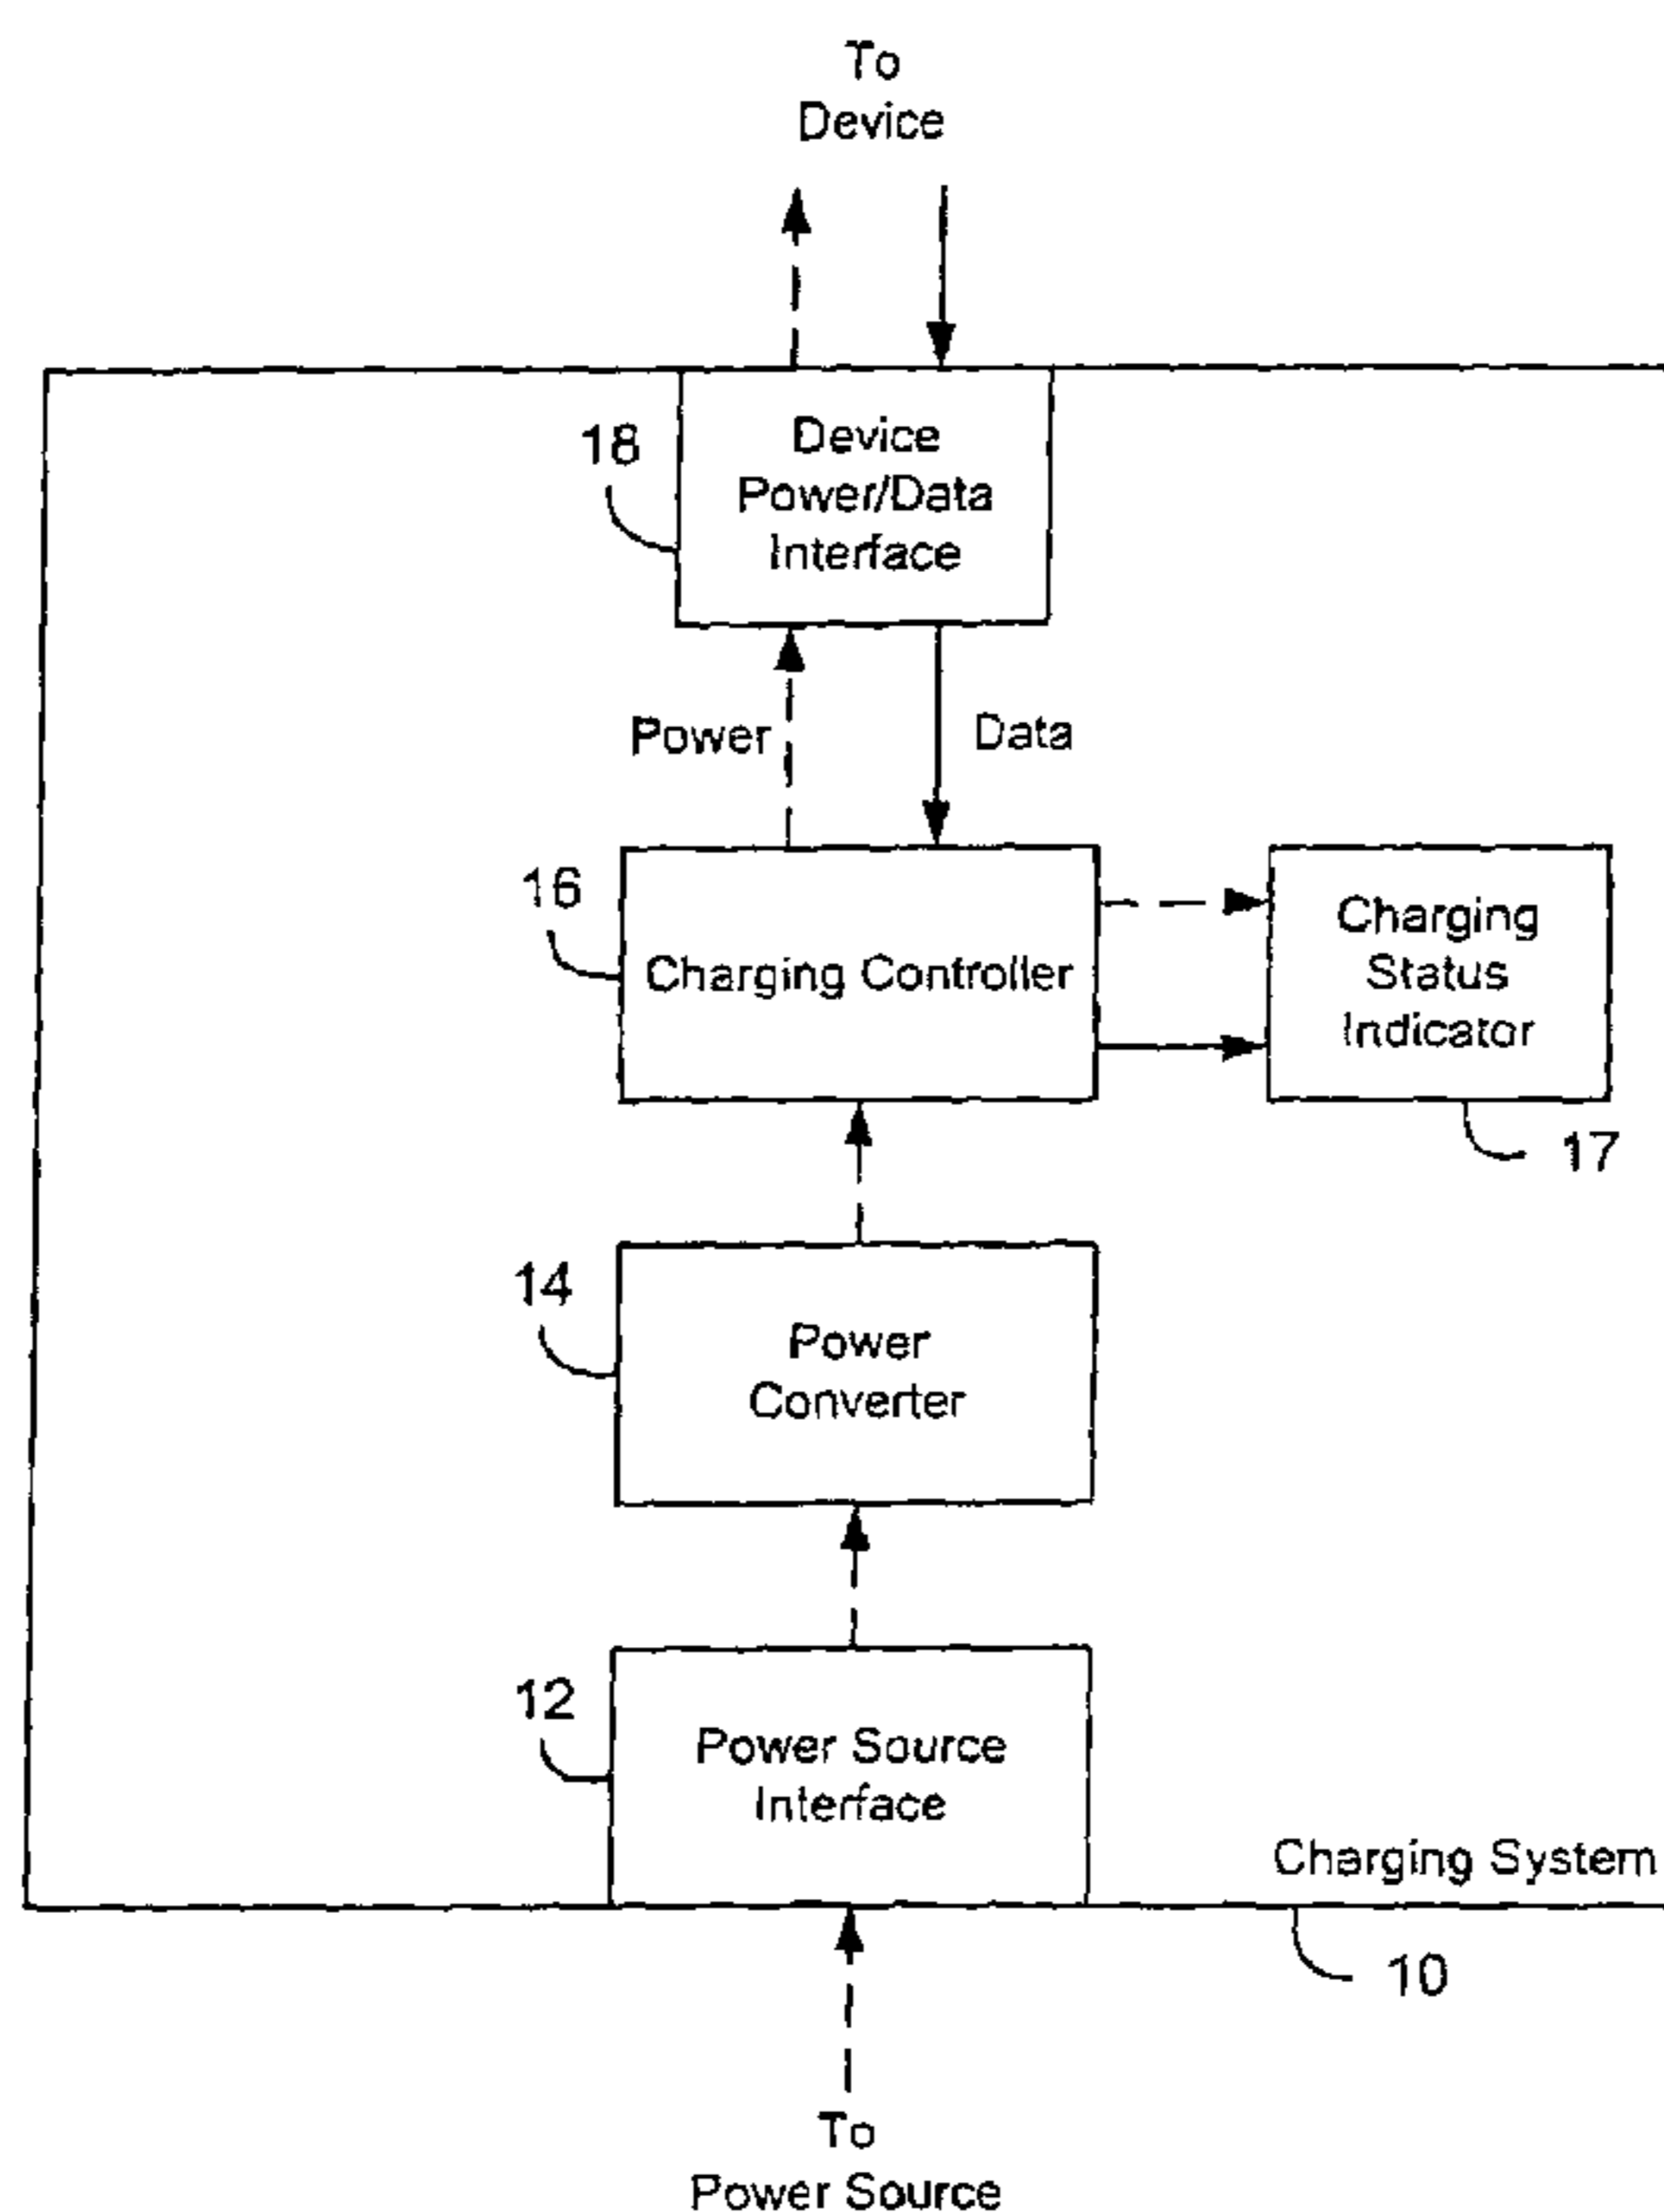 To
Device
18
Device
Power/Data
Interface
Power
Data
16
Charging Controller
Charging
Status
Indicator
17
14
Power
Converter
12
Power Source
Interface
Charging System
10
To
Power Source